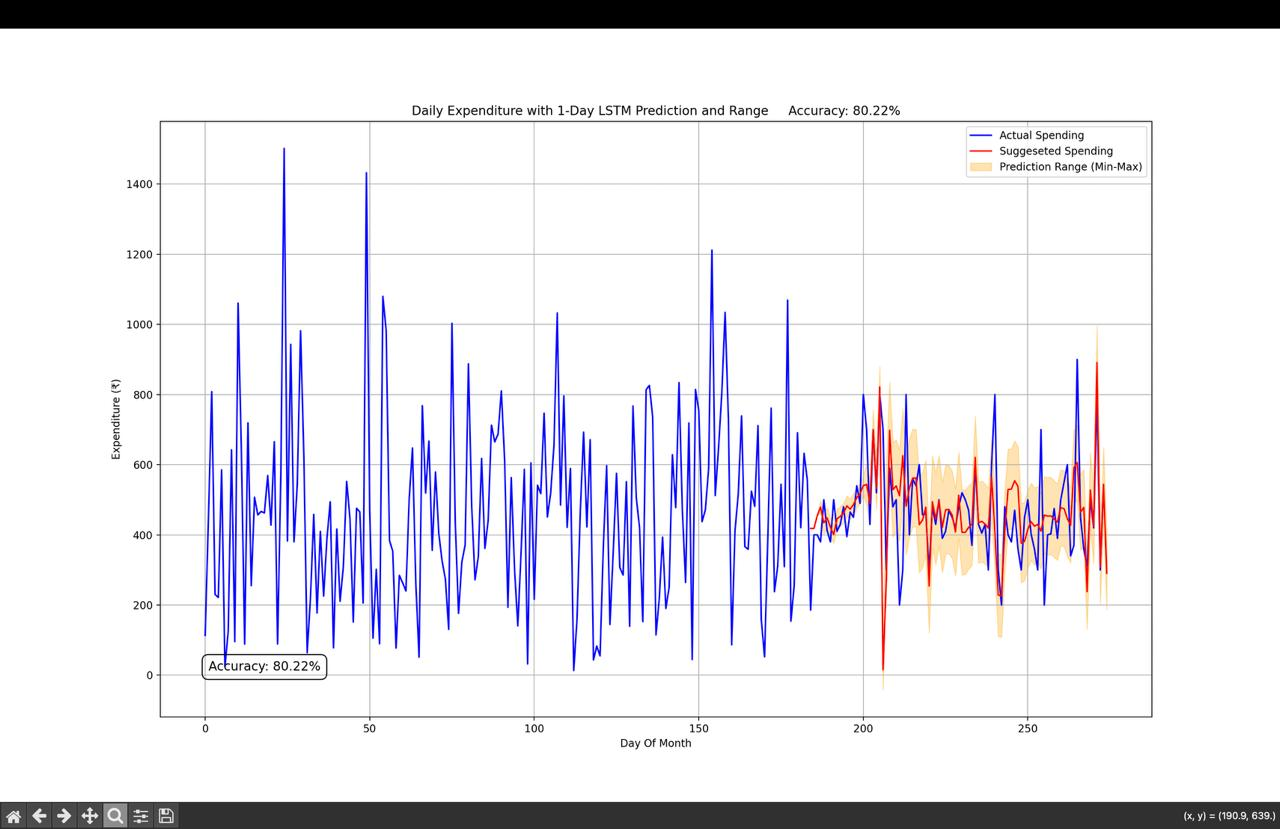 Daily Expenditure with 1-Day LSTM Prediction and Range Accuracy: 80.22%
Actual Spending
Suggeseted Spending
Prediction Range (Min-Max)
1400
1200
1000
800
600
400
200
0
Expenditure (₹)
Accuracy: 80.22%
0 50 100 150 200 250
Day Of Month
(x, y) = (190.9, 639.)